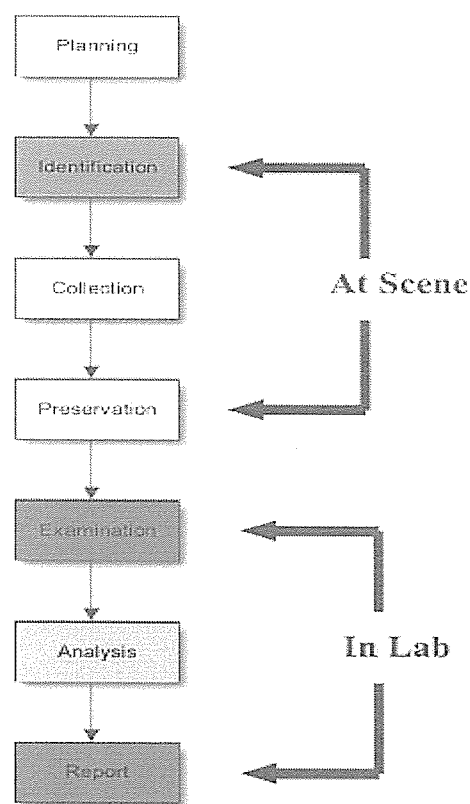 Planning
Identification
Collection
At Scene
Preservation
Examination
Analysis
In Lab
Report